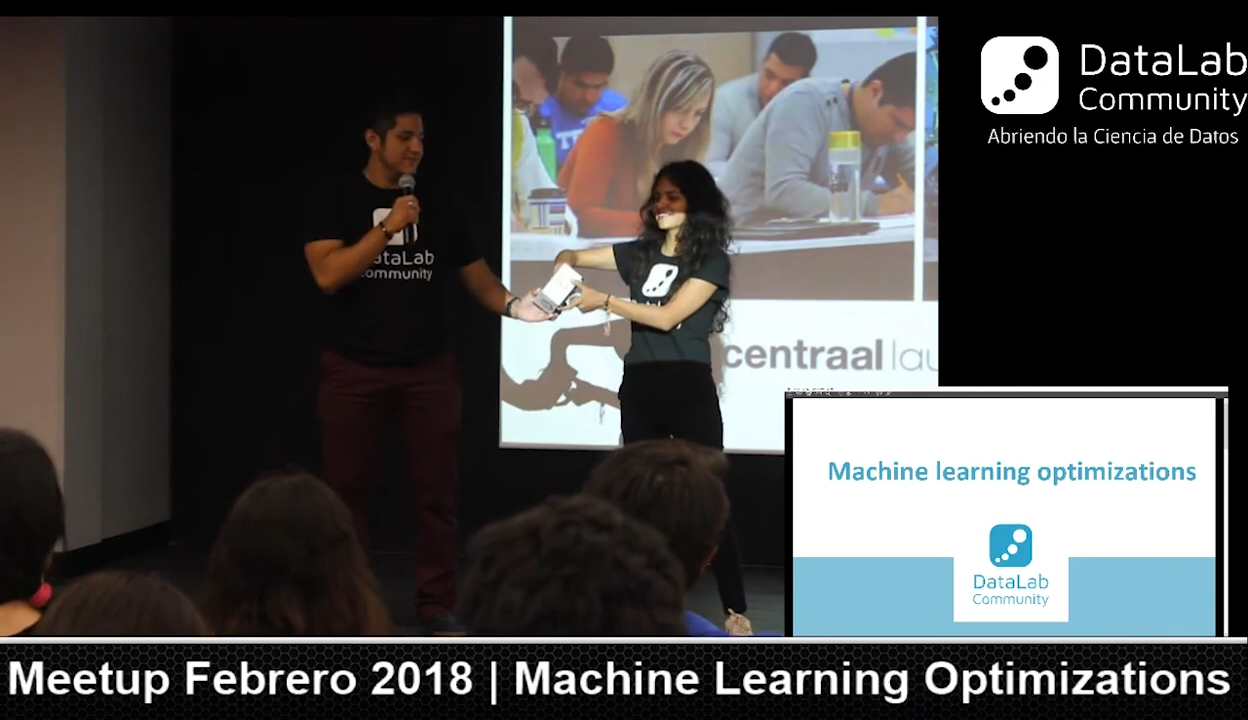 DataLab
Community
Abriendo la Ciencia de Datos
DataLab
Community
centraal
Machine learning optimizations
DataLab
Community
Meetup Febrero 2018 | Machine Learning Optimizations